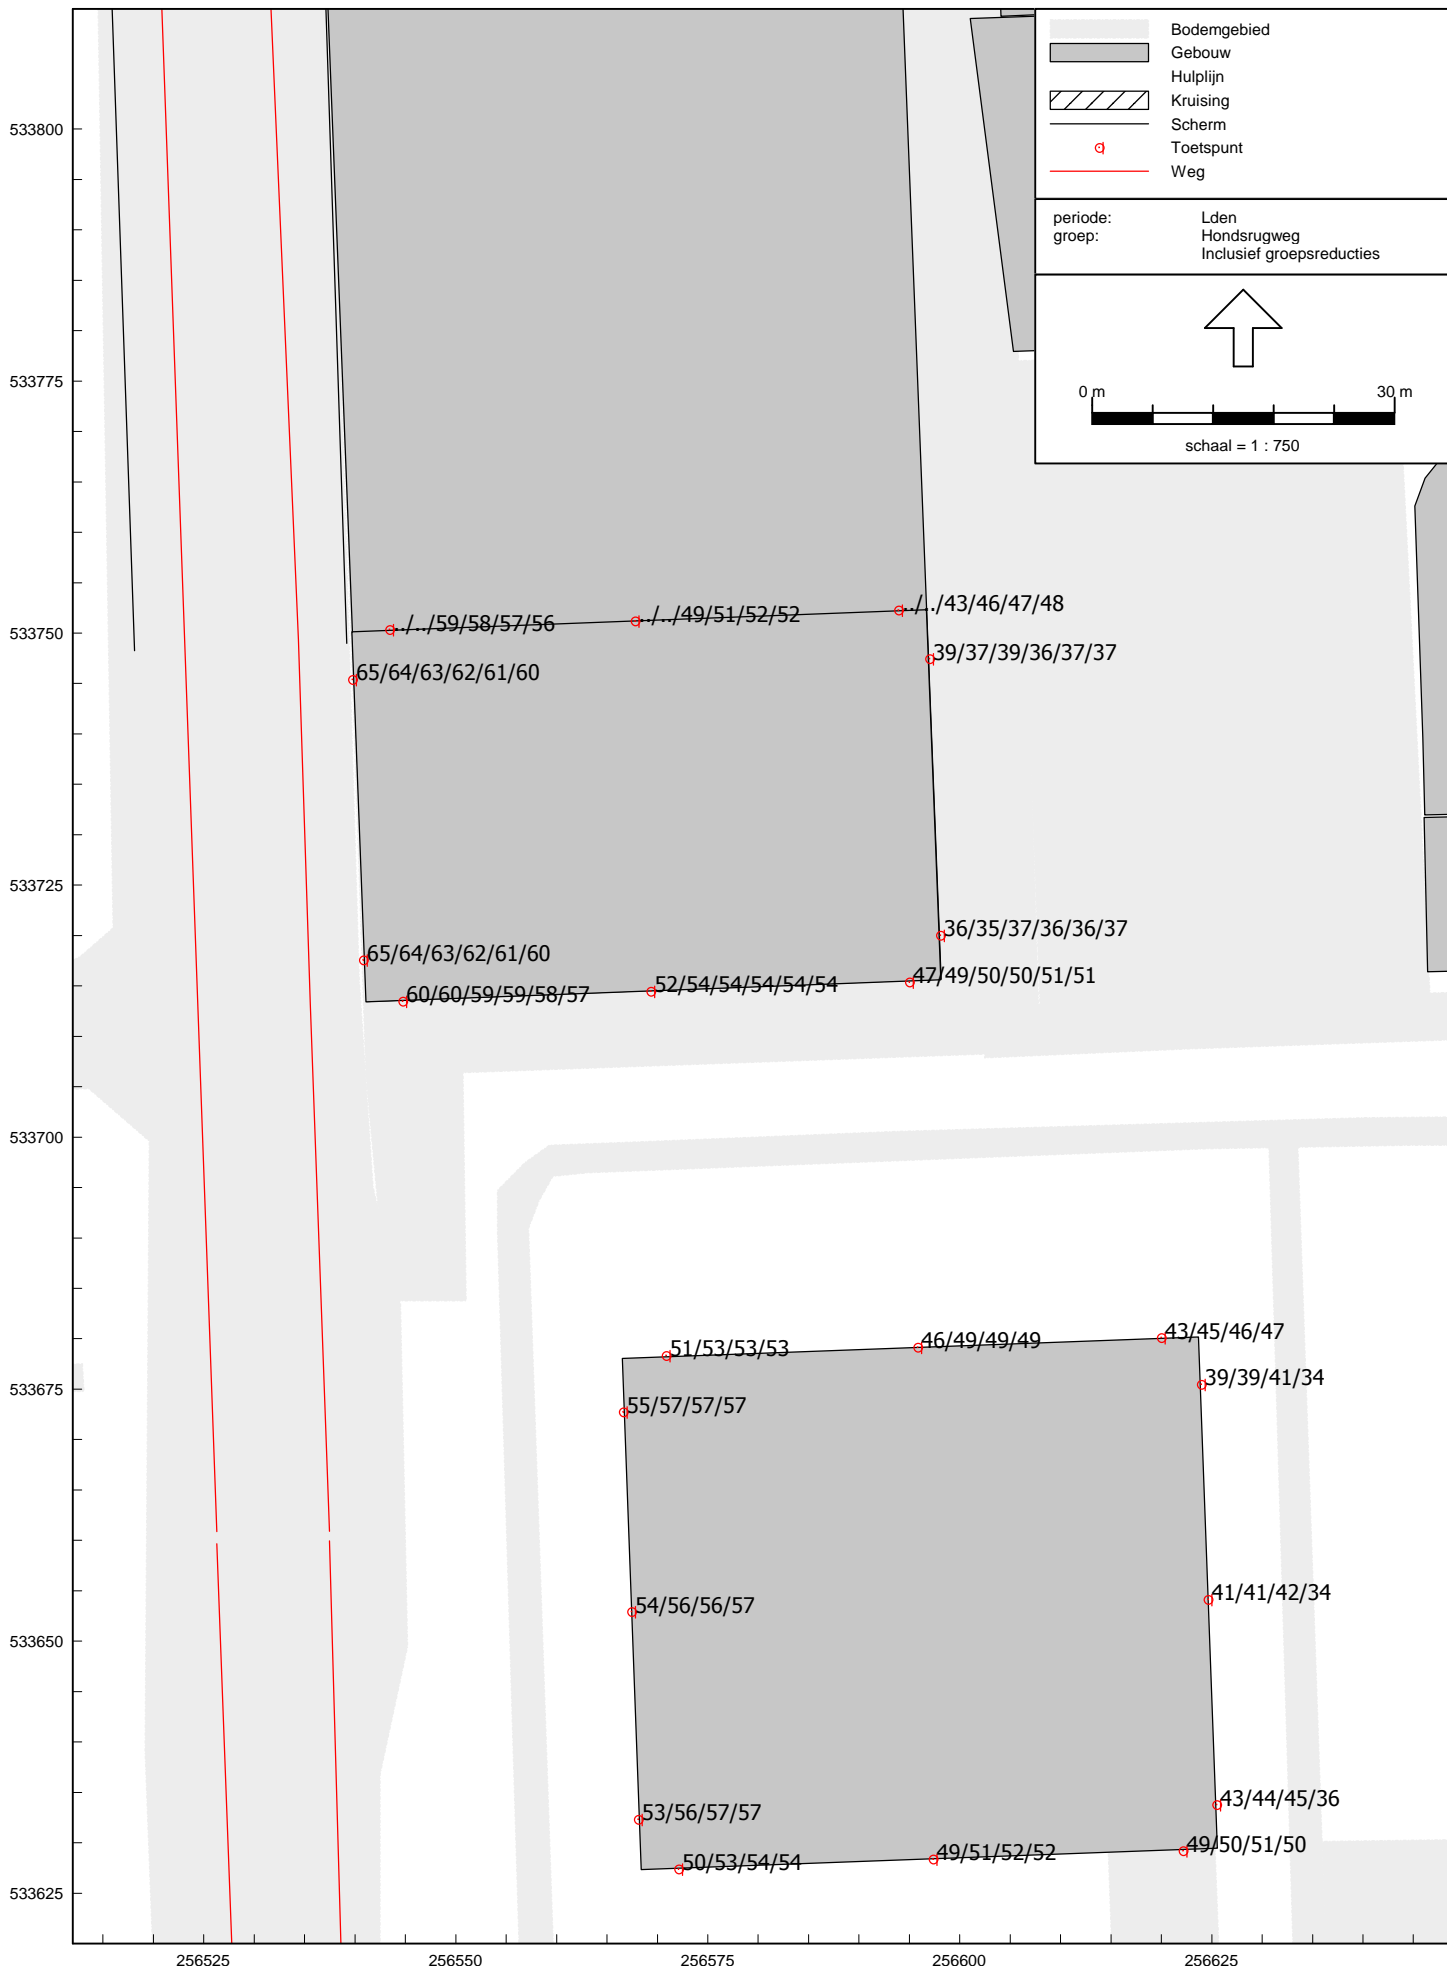 Bodemgebied
Gebouw
Hulplijn
Kruising
Scherm
Toetspunt
Weg
periode: Lden
groep: Hondsrugweg
Inclusief groepsreducties
0 m 30 m
schaal = 1 : 750
533800
533775
533750
533725
533700
533675
533650
533625
../../59/58/57/56
../../49/51/52/52
../../43/46/47/48
39/37/39/36/37/37
65/64/63/62/61/60
36/35/37/36/36/37
65/64/63/62/61/60
60/60/59/59/58/57
52/54/54/54/54/54
47/49/50/50/51/51
51/53/53/53
46/49/49/49
43/45/46/47
39/39/41/34
55/57/57/57
54/56/56/57
41/41/42/34
53/56/57/57
43/44/45/36
50/53/54/54
49/51/52/52
49/50/51/50
256525 256550 256575 256600 256625